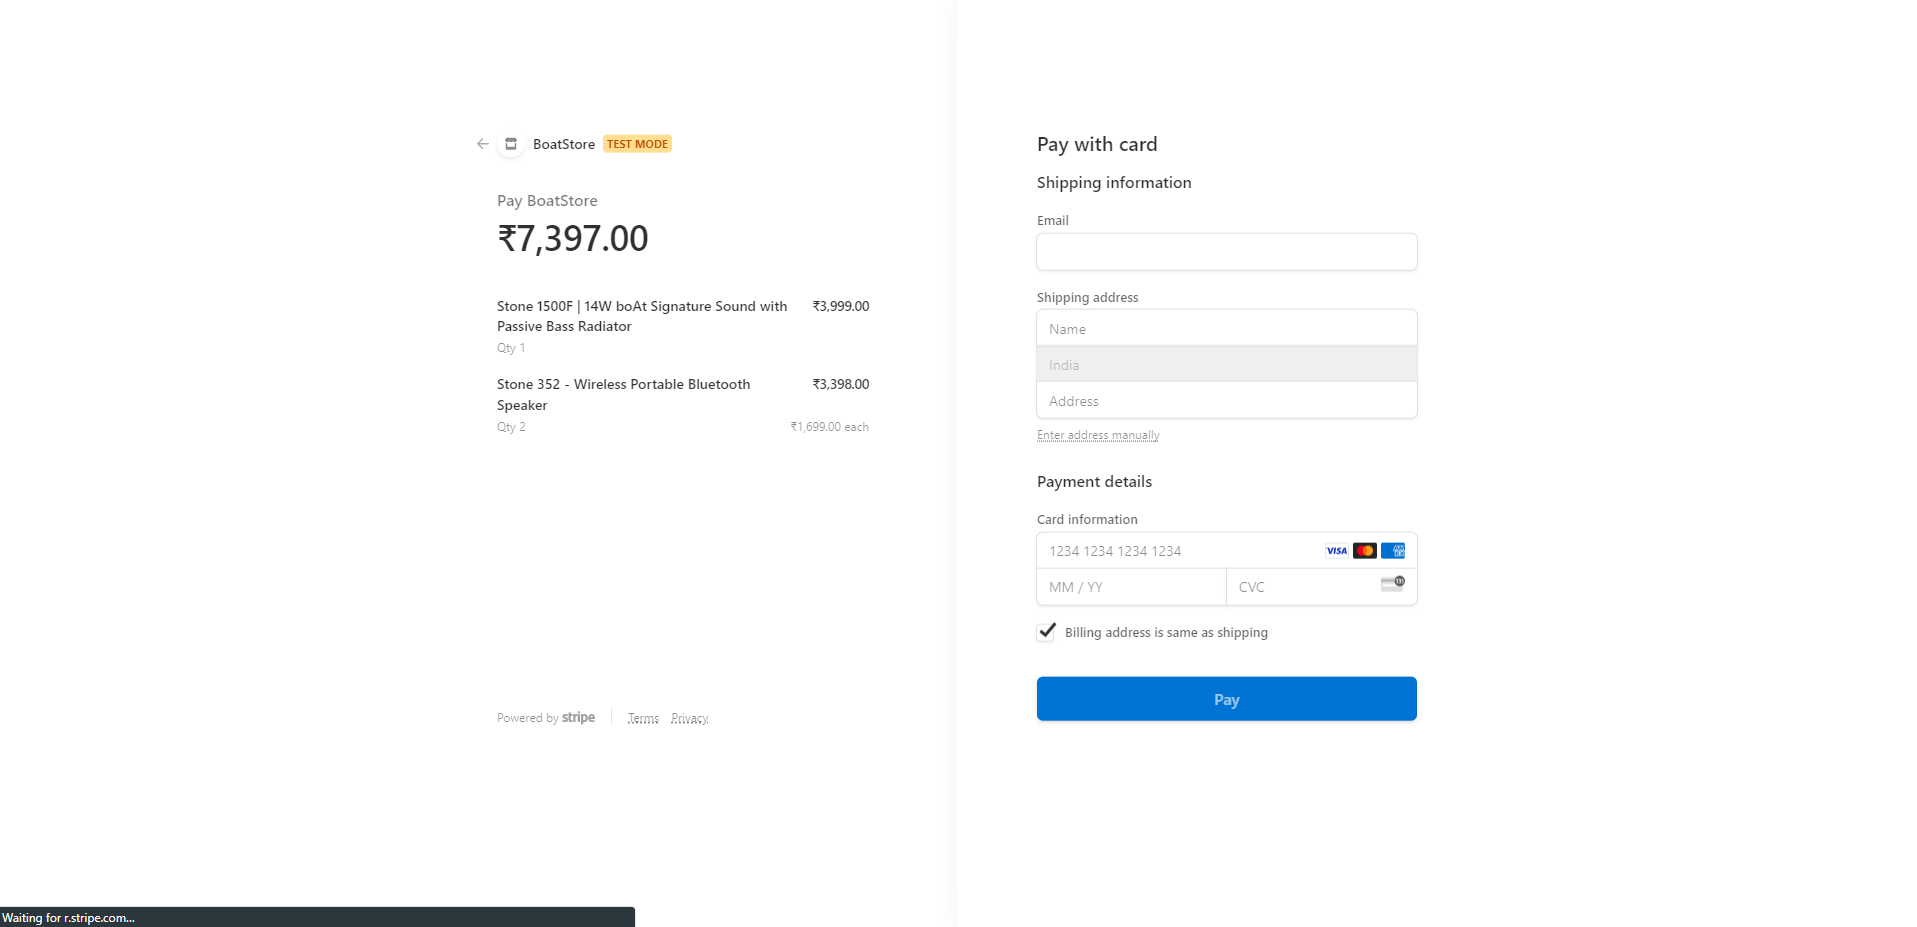 BoatStore TEST MODE
Pay BoatStore
₹7,397.00
Stone 1500F | 14W boAt Signature Sound with ₹3,999.00
Passive Bass Radiator
Qty 1
Stone 352 - Wireless Portable Bluetooth ₹3,398.00
Speaker
Qty 2 ₹1,699.00 each
Powered by stripe Terms Privacy
Pay with card
Shipping information
Email
Shipping address
Name
India
Address
Enter address manually
Payment details
Card information
1234 1234 1234 1234 VISA
MM / YY CVC
Billing address is same as shipping
Pay
Waiting for r.stripe.com...